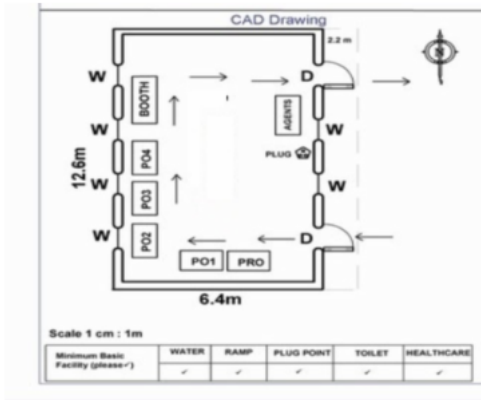 CAD Drawing
2.2 m
W
D
BOOTH
AGENTS
W
W
PLUG
12.6m
PO4
W
PO3
W
W
PO2
D
PO1
PRO
6.4m
Scale 1 cm : 1m
Minimum Basic Facility (please✓)
WATER
RAMP
PLUG POINT
TOILET
HEALTHCARE
✓
✓
✓
✓
✓